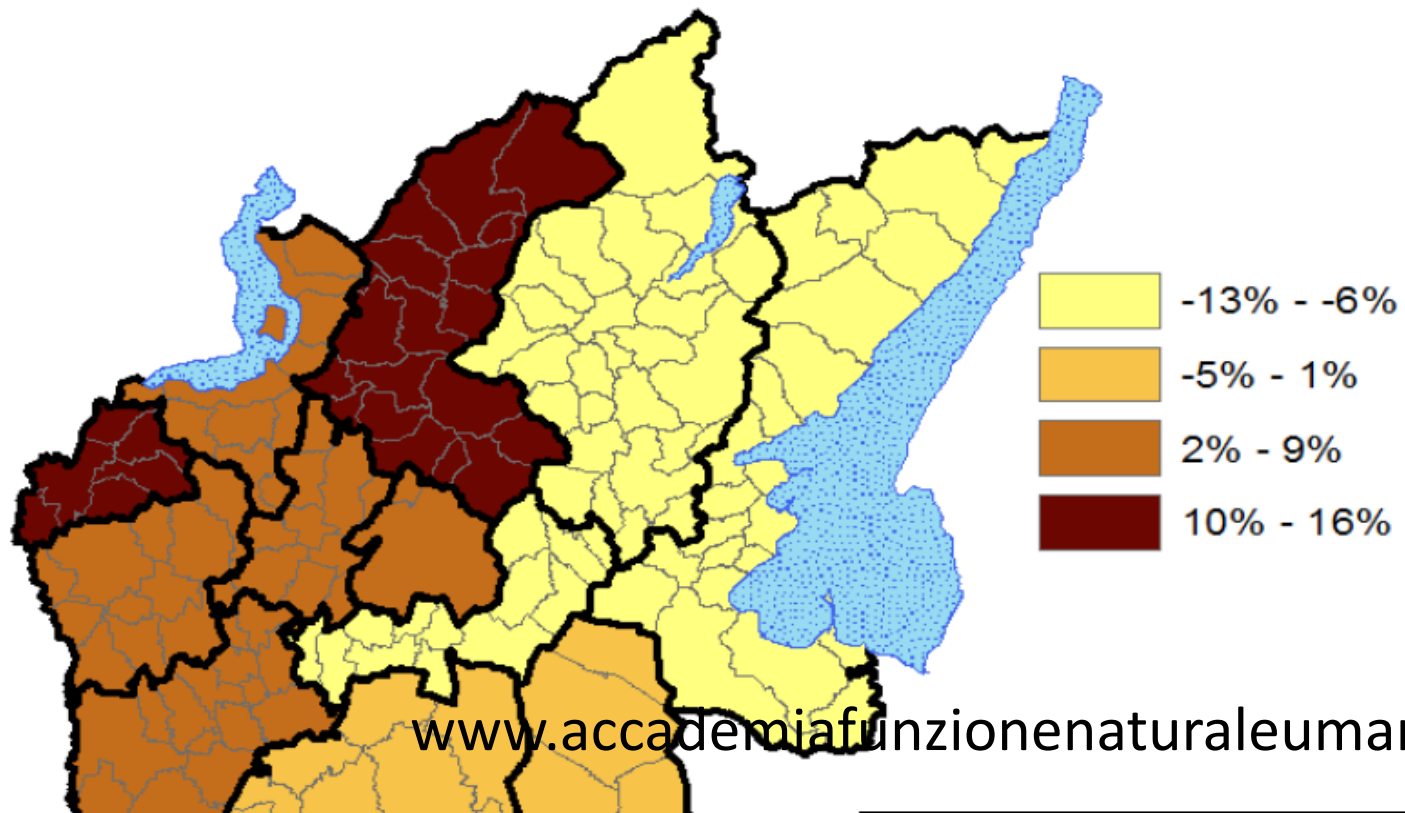 -13% - -6%
-5% - 1%
2% - 9%
10% - 16%
www.accademiafunzionenaturaleuma